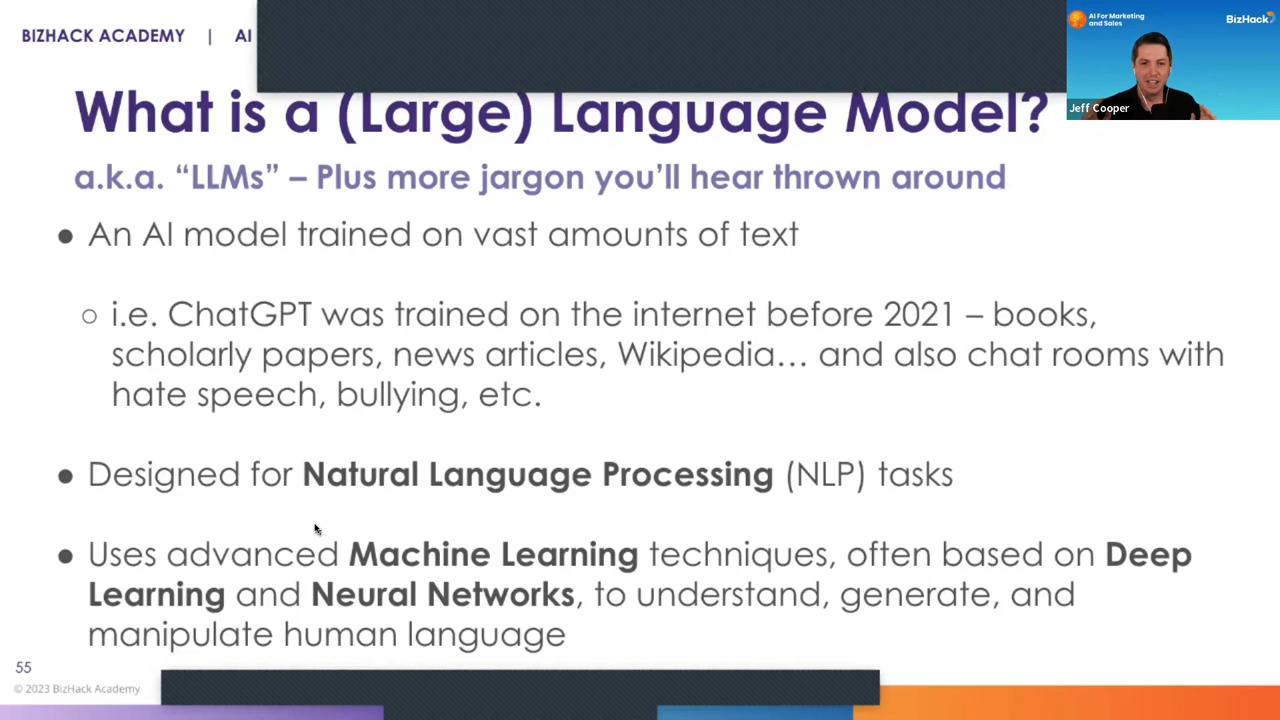 BIZHACK ACADEMY | AI
AI For Marketing
and Sales
BizHack
Jeff Cooper
What is a (Large) Language Model?
a.k.a. “LLMs” – Plus more jargon you’ll hear thrown around
● An AI model trained on vast amounts of text
○ i.e. ChatGPT was trained on the internet before 2021 – books,
scholarly papers, news articles, Wikipedia… and also chat rooms with
hate speech, bullying, etc.
● Designed for Natural Language Processing (NLP) tasks
● Uses advanced Machine Learning techniques, often based on Deep
Learning and Neural Networks, to understand, generate, and
manipulate human language
55
© 2023 BizHack Academy